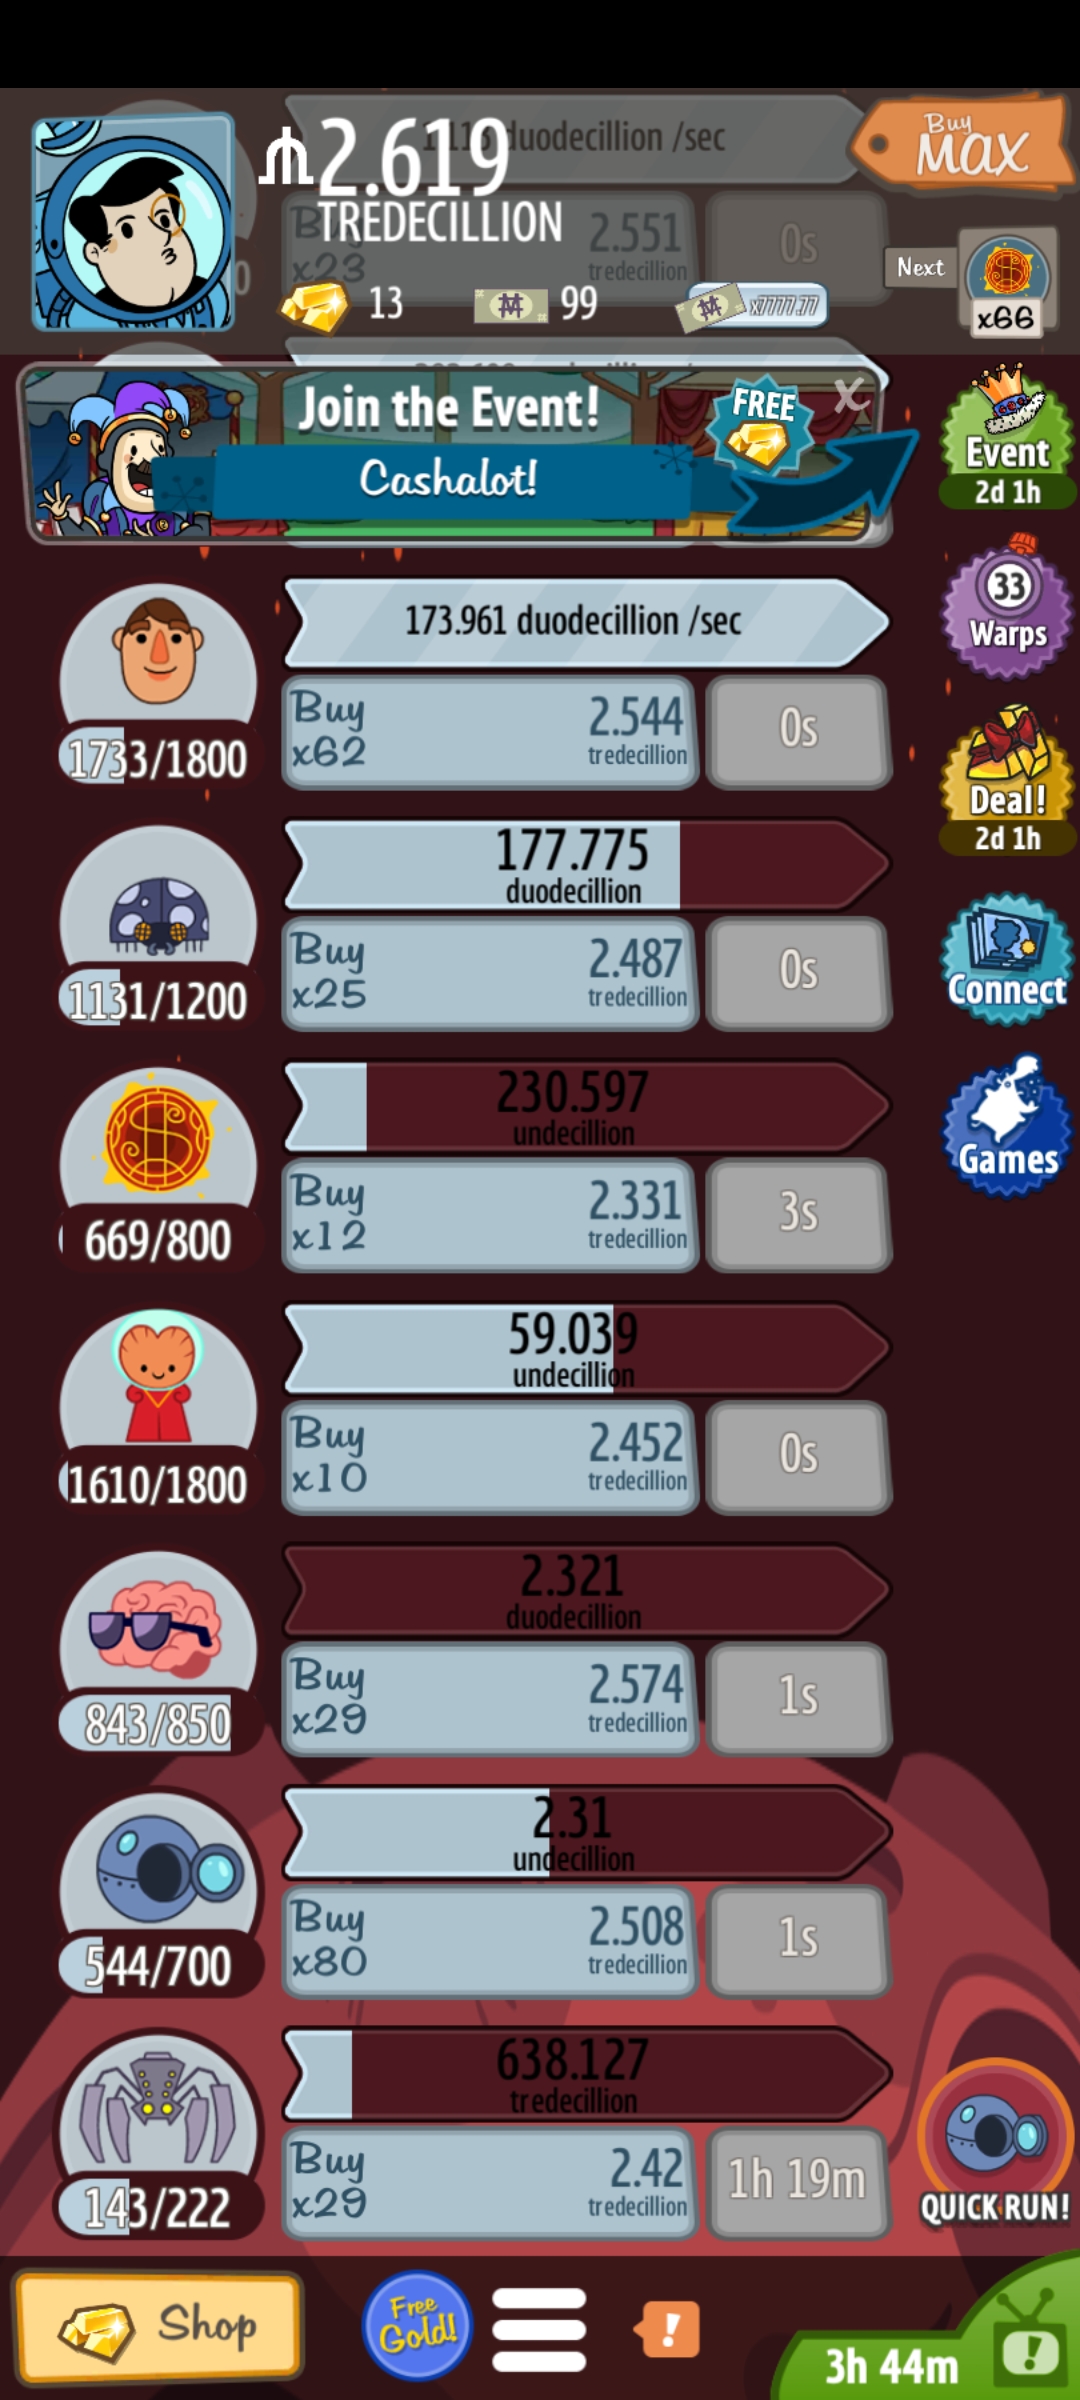 1.113 duodecillion /sec
2.619
TREDECILLION
Buy
MAX
Buy
x23
2.551
tredecillion
0s
Next
x66
13
99
x7777.77
Join the Event!
Cashalot!
FREE
X
Event
2d 1h
173.961 duodecillion /sec
1733/1800
Buy
x62
2.544
tredecillion
0s
33
Warps
Deal!
2d 1h
177.775
duodecillion
1131/1200
Buy
x25
2.487
tredecillion
0s
Connect
230.597
undecillion
669/800
Buy
x12
2.331
tredecillion
3s
Games
59.039
undecillion
1610/1800
Buy
x10
2.452
tredecillion
0s
2.321
duodecillion
843/850
Buy
x29
2.574
tredecillion
1s
2.31
undecillion
544/700
Buy
x80
2.508
tredecillion
1s
638.127
tredecillion
143/222
Buy
x29
2.42
tredecillion
1h 19m
QUICK RUN!
Shop
Free
Gold!
!
3h 44m
!